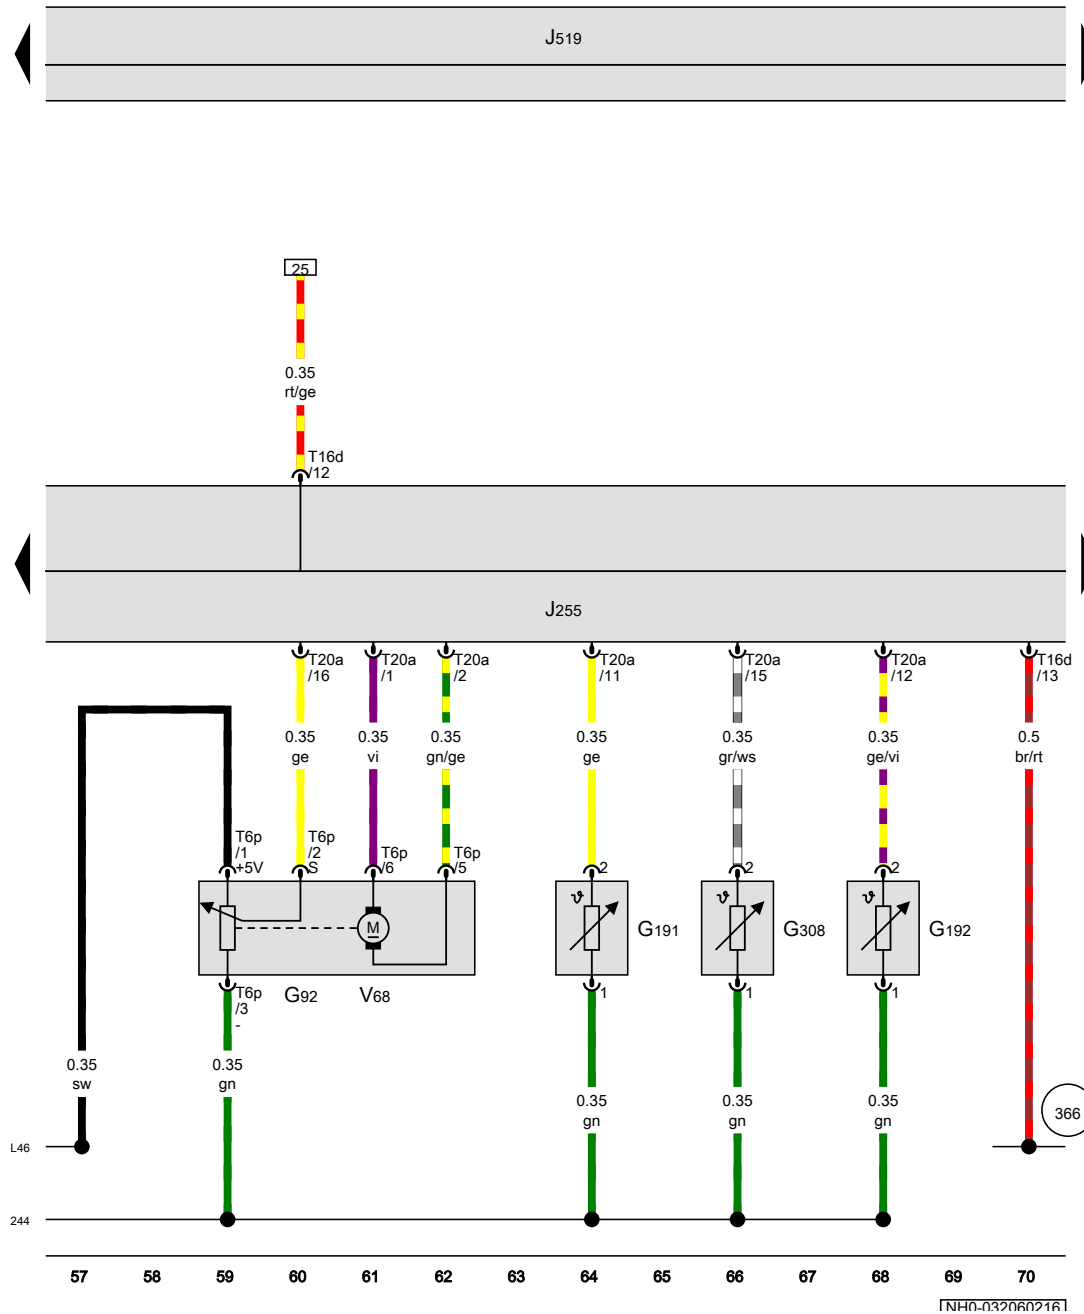 J519
25
0.35
rt/ge
T16d
/12
J255
T20a
/16
T20a
/1
T20a
/2
T20a
/11
T20a
/15
T20a
/12
T16d
/13
0.35
ge
0.35
vi
0.35
gn/ge
0.35
ge
0.35
gr/ws
0.35
ge/vi
0.5
br/rt
T6p
/1
+5V
T6p
/2
S
T6p
/6
T6p
/5
2
2
2
M
G191
G308
G192
T6p
/3
-
G92
V68
1
1
1
0.35
sw
0.35
gn
0.35
gn
0.35
gn
0.35
gn
366
L46
244
57 58 59 60 61 62 63 64 65 66 67 68 69 70
NH0-032060216